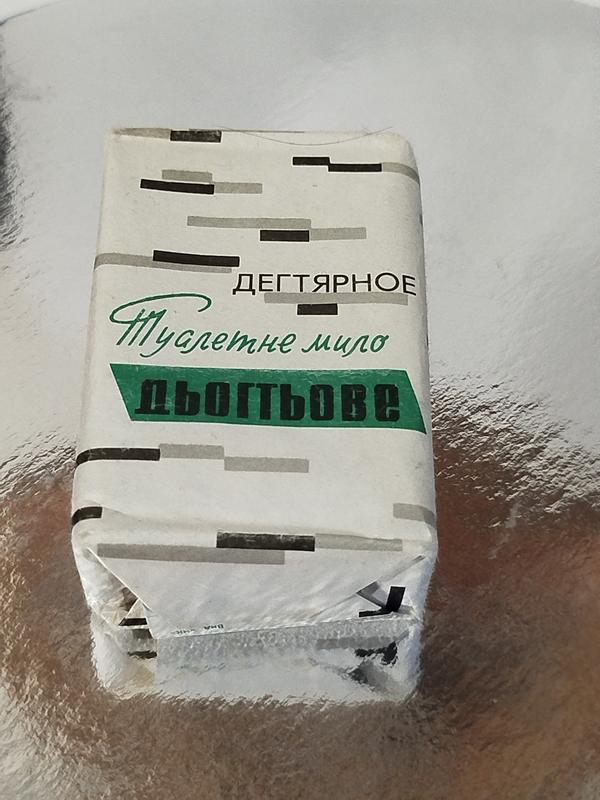 ДЕГТЯРНОЕ
Туалетне мило
дьогтьове